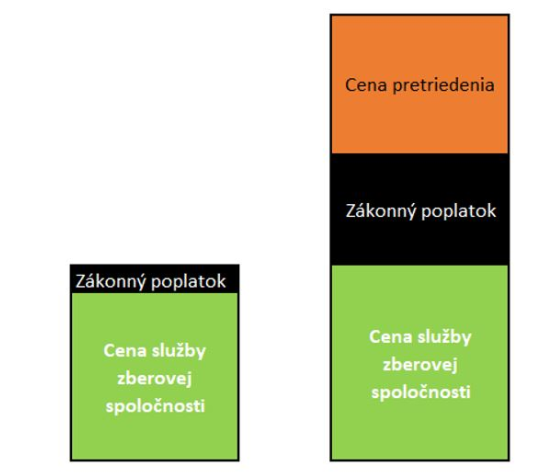 Zákonný poplatok
Cena služby
zberovej
spoločnosti
Cena pretriedenia
Zákonný poplatok
Cena služby
zberovej
spoločnosti